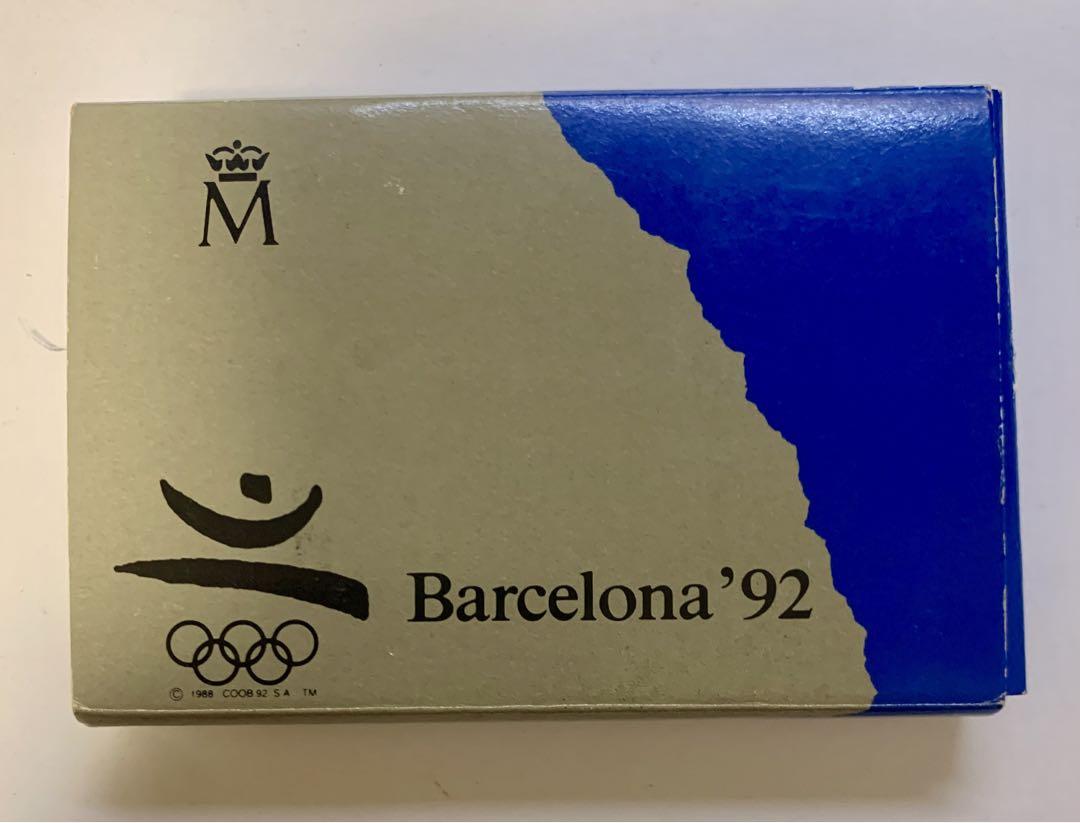 M
Barcelona ’92
© 1988 COOB 92 S A TM